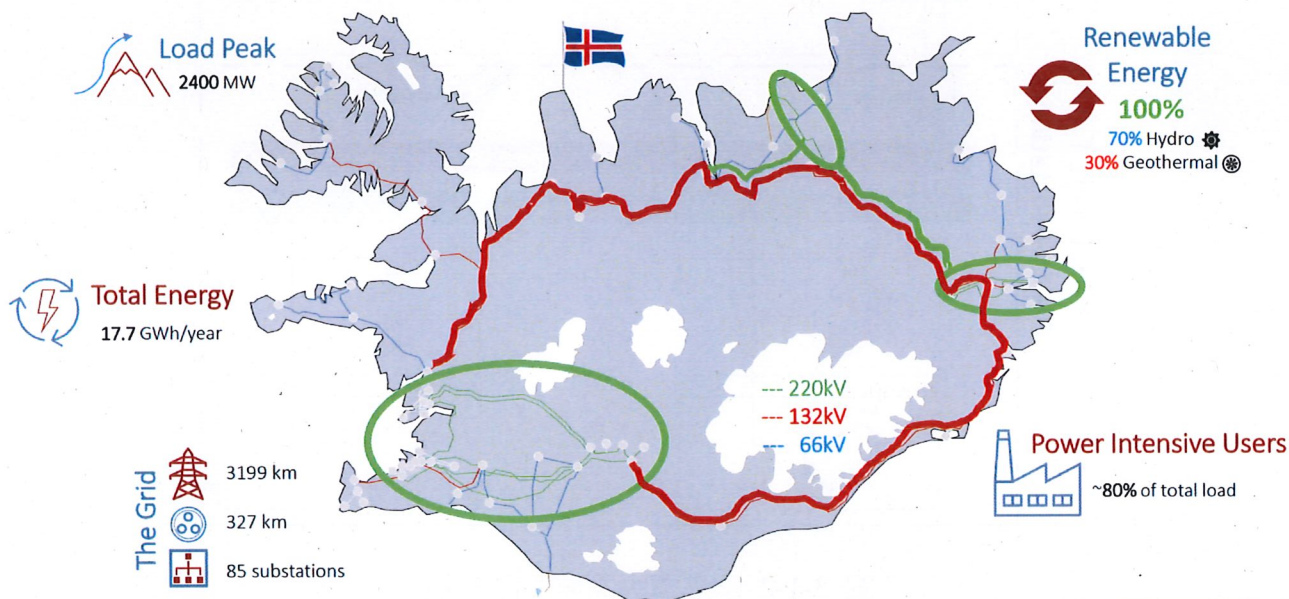 Load Peak
2400 MW
Renewable
Energy
100%
70% Hydro
30% Geothermal
Total Energy
17.7 GWh/year
--- 220kV
--- 132kV
--- 66kV
Power Intensive Users
~80% of total load
The Grid
3199 km
327 km
85 substations